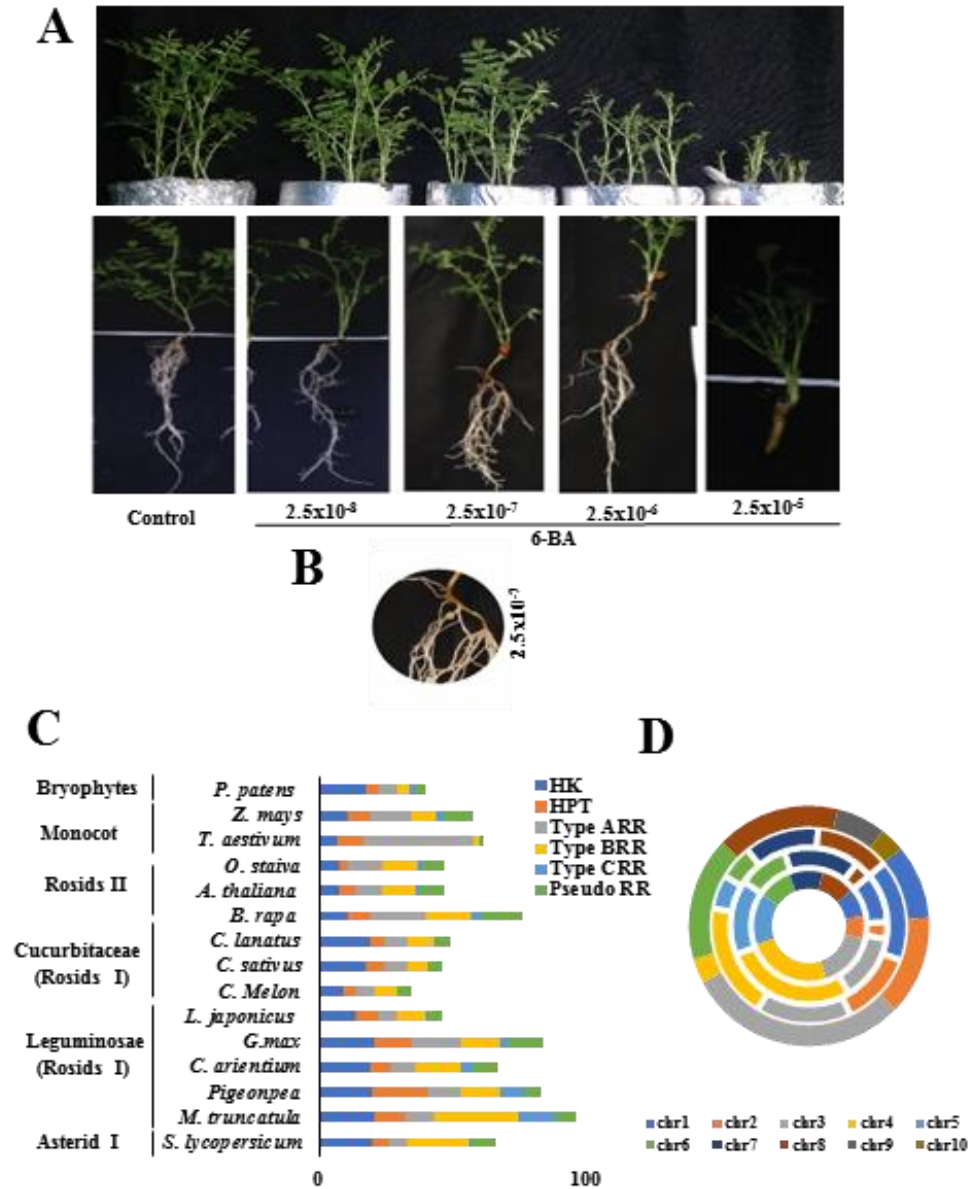 A
Control
2.5x10-8
2.5x10-7
2.5x10-6
2.5x10-5
6-BA
B
2.5x10-7
C
D
Bryophytes
Monocot
Rosids II
Cucurbitaceae
(Rosids I)
Leguminosae
(Rosids I)
Asterid I
P. patens
Z. mays
T. aestivum
O. staiva
A. thaliana
B. rapa
C. lanatus
C. sativus
C. Melon
L. japonicus
G.max
C. arientium
Pigeonpea
M. truncatula
S. lycopersicum
0
100
HK
HPT
Type ARR
Type BRR
Type CRR
Pseudo RR
chr1 chr2 chr3 chr4 chr5
chr6 chr7 chr8 chr9 chr10